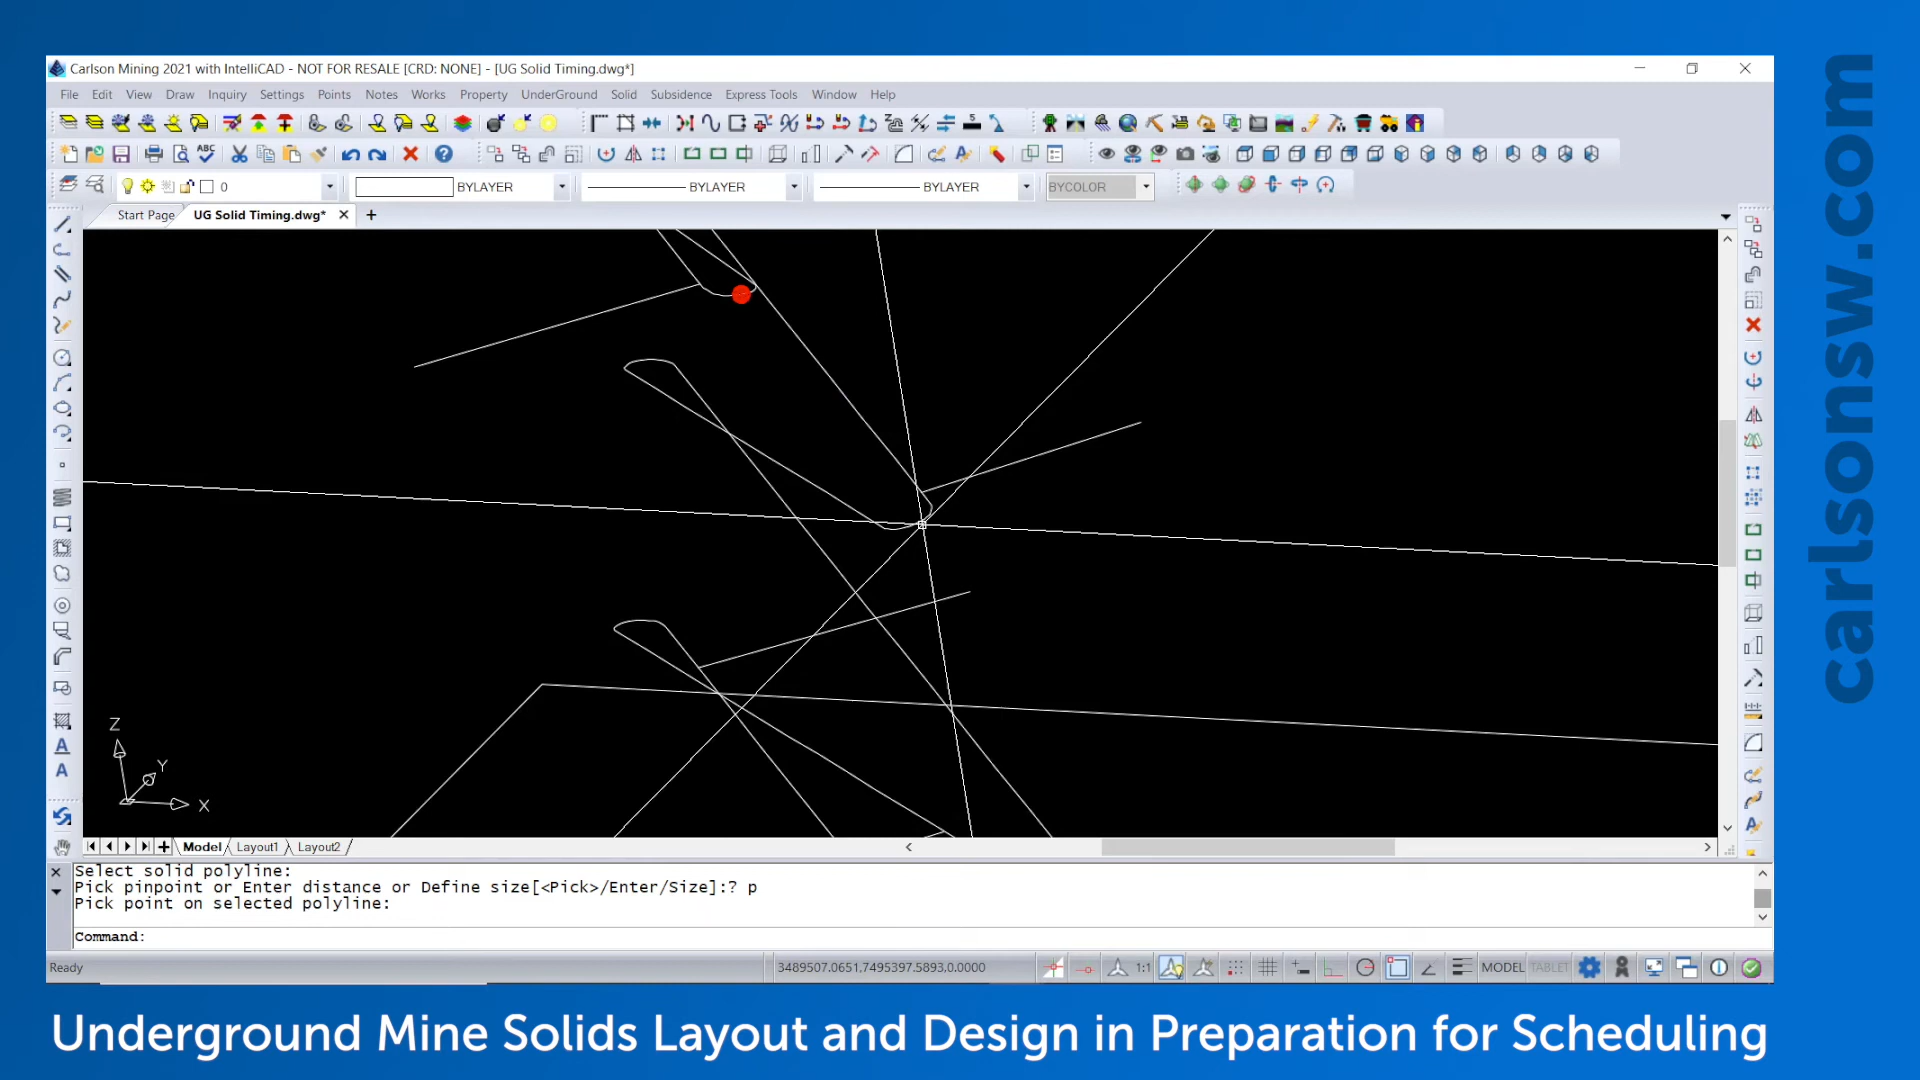 Carlson Mining 2021 with IntelliCAD - NOT FOR RESALE [CRD: NONE] - [UG Solid Timing.dwg*]
File Edit View Draw Inquiry Settings Points Notes Works Property UnderGround Solid Subsidence Express Tools Window Help
ABC
0 BYLAYER BYLAYER BYLAYER BYCOLOR
Start Page UG Solid Timing.dwg*
Z
Y
X
Model Layout1 Layout2
Select solid polyline:
Pick pinpoint or Enter distance or Define size[<Pick>/Enter/Size]:? p
Pick point on selected polyline:
Command:
Ready 3489507.0651,7495397.5893,0.0000 1:1 MODEL TABLET
Underground Mine Solids Layout and Design in Preparation for Scheduling
carlsonsw.com